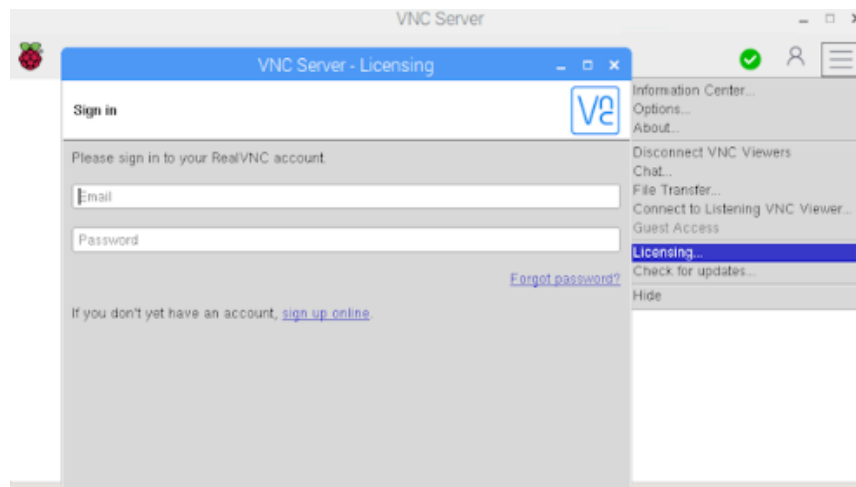 VNC Server
VNC Server - Licensing
Sign in
Please sign in to your RealVNC account.
Email
Password
Forgot password?
If you don't yet have an account, sign up online.
Information Center...
Options...
About...
Disconnect VNC Viewers
Chat...
File Transfer...
Connect to Listening VNC Viewer...
Guest Access
Licensing...
Check for updates...
Hide